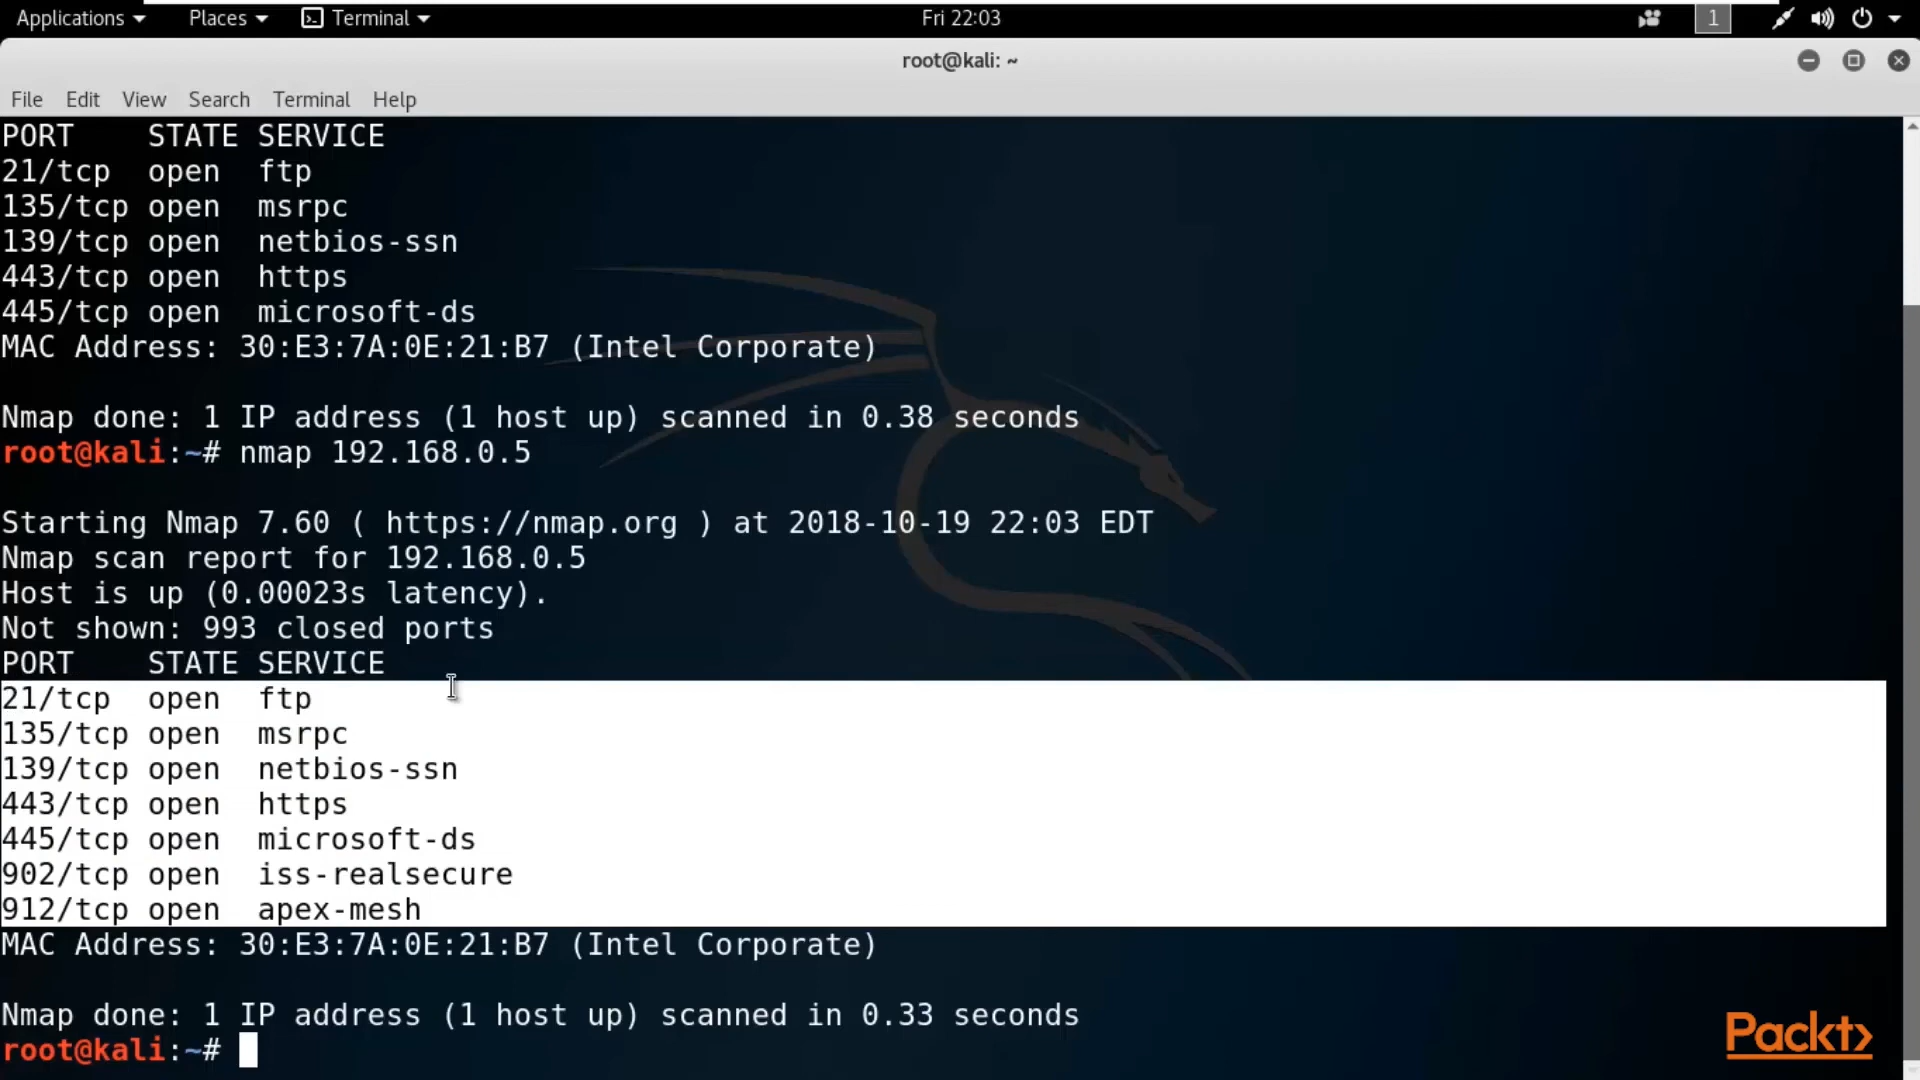 Applications Places Terminal Fri 22:03 1
root@kali: ~
File Edit View Search Terminal Help
PORT    STATE SERVICE
21/tcp  open  ftp
135/tcp open  msrpc
139/tcp open  netbios-ssn
443/tcp open  https
445/tcp open  microsoft-ds
MAC Address: 30:E3:7A:0E:21:B7 (Intel Corporate)
Nmap done: 1 IP address (1 host up) scanned in 0.38 seconds
root@kali:~# nmap 192.168.0.5
Starting Nmap 7.60 ( https://nmap.org ) at 2018-10-19 22:03 EDT
Nmap scan report for 192.168.0.5
Host is up (0.00023s latency).
Not shown: 993 closed ports
PORT    STATE SERVICE
21/tcp  open  ftp
135/tcp open  msrpc
139/tcp open  netbios-ssn
443/tcp open  https
445/tcp open  microsoft-ds
902/tcp open  iss-realsecure
912/tcp open  apex-mesh
MAC Address: 30:E3:7A:0E:21:B7 (Intel Corporate)
Nmap done: 1 IP address (1 host up) scanned in 0.33 seconds
root@kali:~#
Packt>